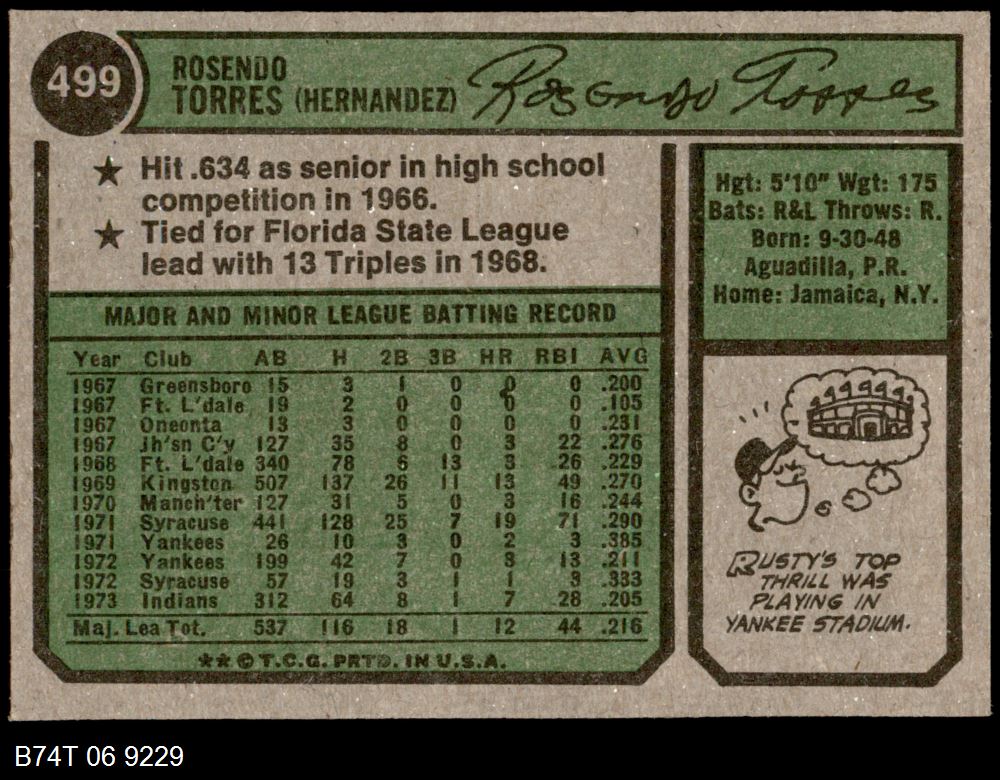 499
ROSENDO
TORRES (HERNANDEZ)
Rosendo Torres
★ Hit .634 as senior in high school
competition in 1966.
★ Tied for Florida State League
lead with 13 Triples in 1968.
Hgt: 5'10" Wgt: 175
Bats: R&L Throws: R.
Born: 9-30-48
Aguadilla, P.R.
Home: Jamaica, N.Y.
MAJOR AND MINOR LEAGUE BATTING RECORD
Year Club AB H 2B 3B HR RBI AVG
1967 Greensboro 15 3 1 0 0 0 .200
1967 Ft. L'dale 19 2 0 0 0 0 .105
1967 Oneonta 13 3 0 0 0 0 .231
1967 Jh'sn C'y 127 35 8 0 3 22 .276
1968 Ft. L'dale 340 78 6 13 3 26 .229
1969 Kingston 507 137 26 11 13 49 .270
1970 Manch'ter 127 31 5 0 3 16 .244
1971 Syracuse 441 128 25 7 19 71 .290
1971 Yankees 26 10 3 0 2 3 .385
1972 Yankees 199 42 7 0 3 13 .211
1972 Syracuse 57 19 3 1 1 3 .333
1973 Indians 312 64 8 1 7 28 .205
Maj. Lea Tot. 537 116 18 1 12 44 .216
★★ © T.C.G. PRTD. IN U.S.A.
RUSTY'S TOP
THRILL WAS
PLAYING IN
YANKEE STADIUM.
B74T 06 9229